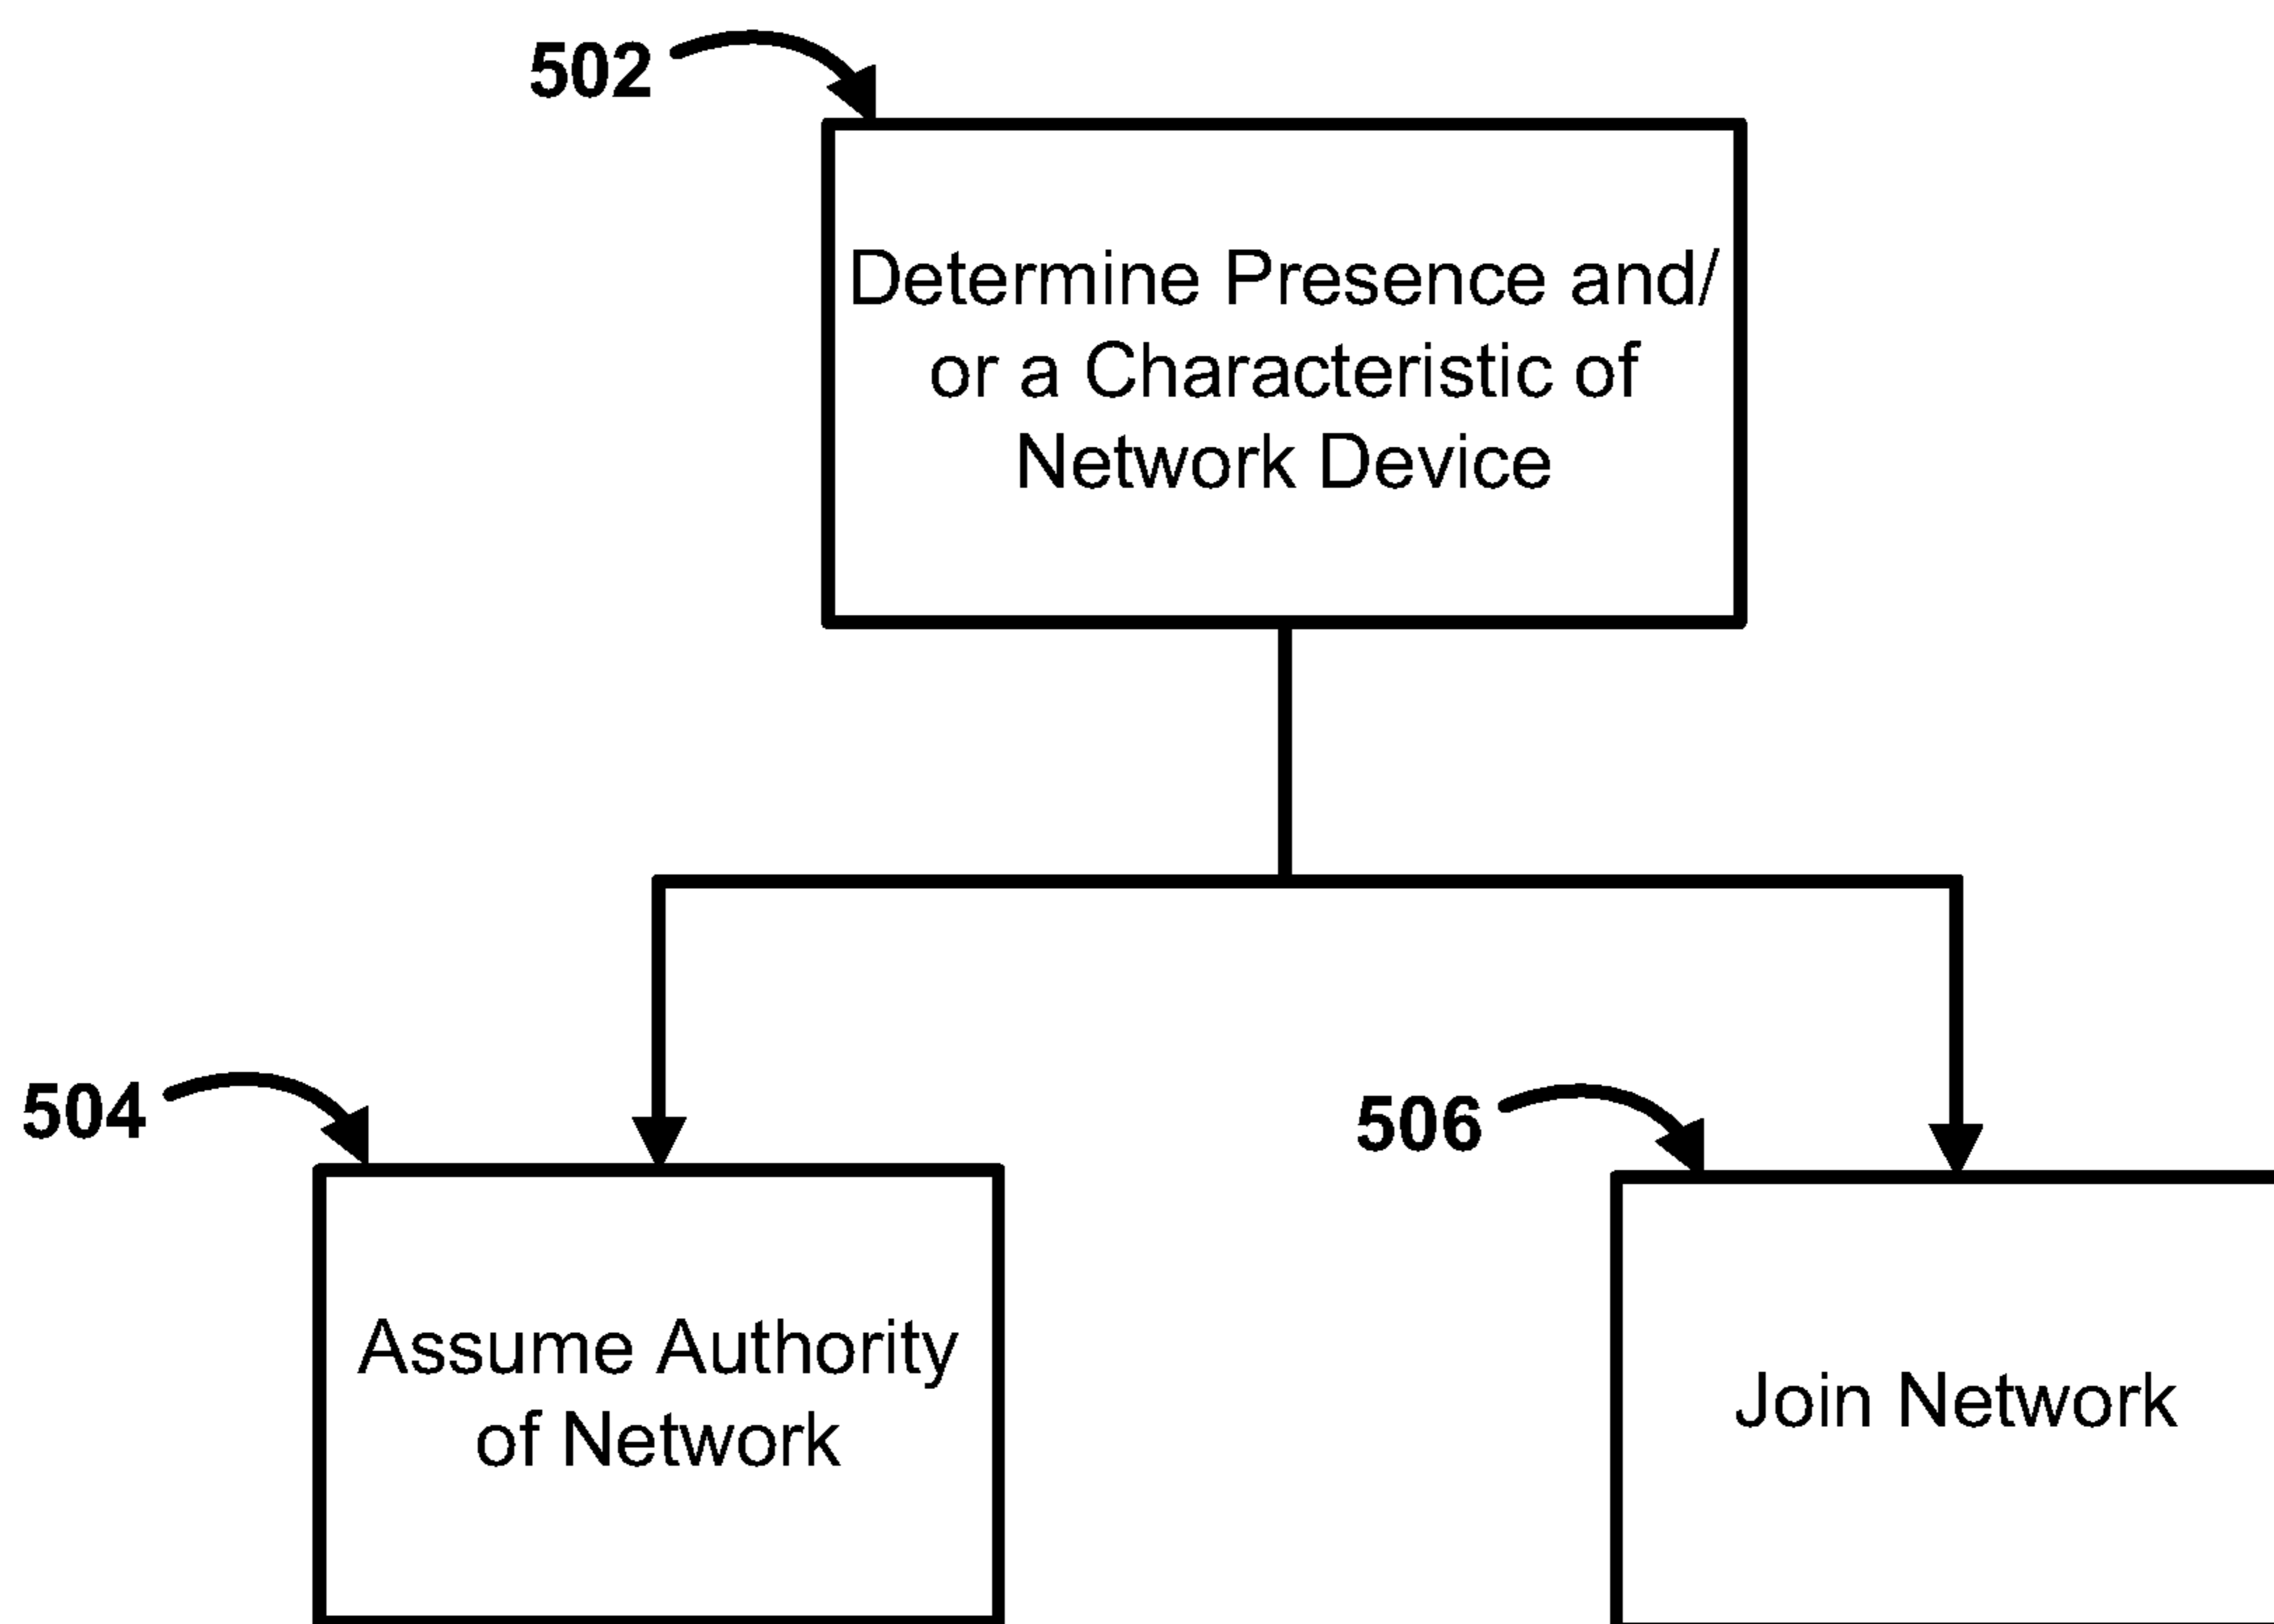 502
Determine Presence and/
or a Characteristic of
Network Device
504
Assume Authority
of Network
506
Join Network